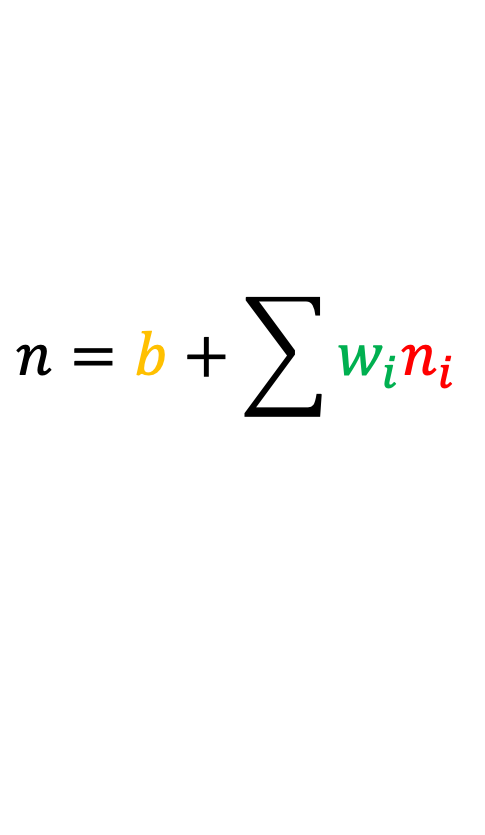 n = b + ∑ wᵢnᵢ